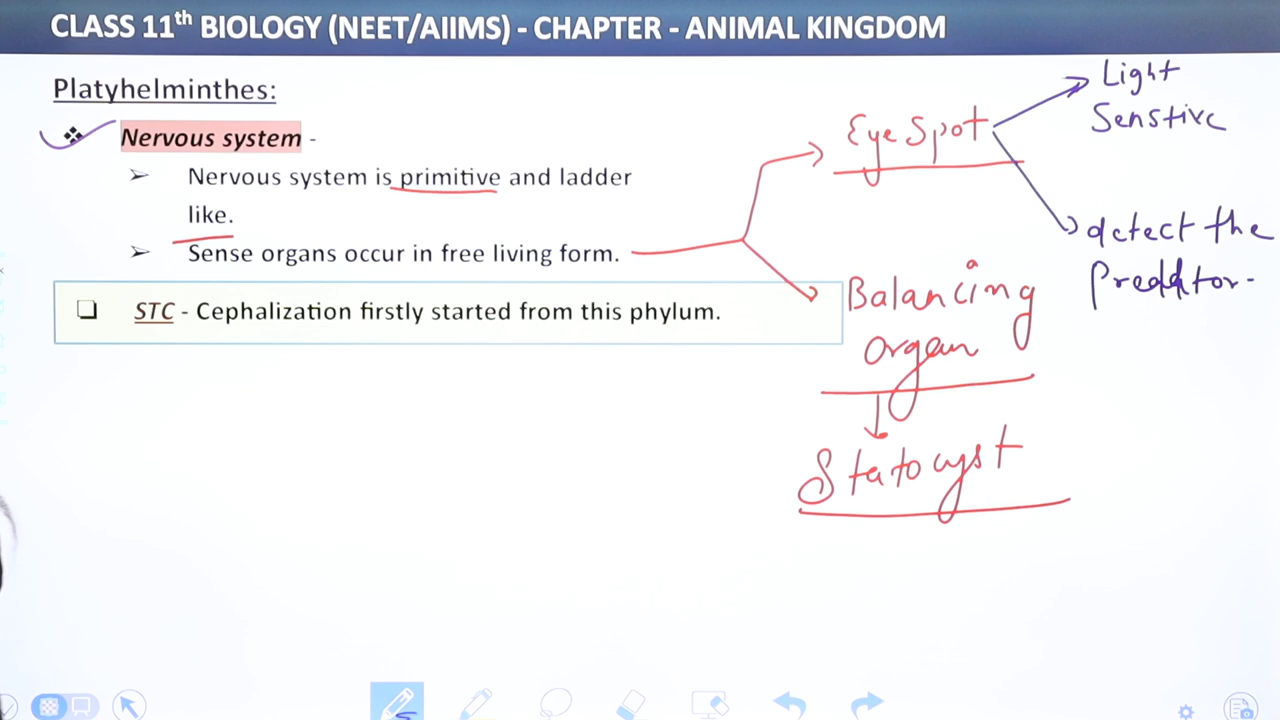 CLASS 11th BIOLOGY (NEET/AIIMS) - CHAPTER - ANIMAL KINGDOM
Platyhelminthes:
Nervous system -
Nervous system is primitive and ladder
like.
Sense organs occur in free living form.
STC - Cephalization firstly started from this phylum.
Eye Spot
Light
Senstive
detect the
Preddtor-
Balancing
Organ
Statocyst